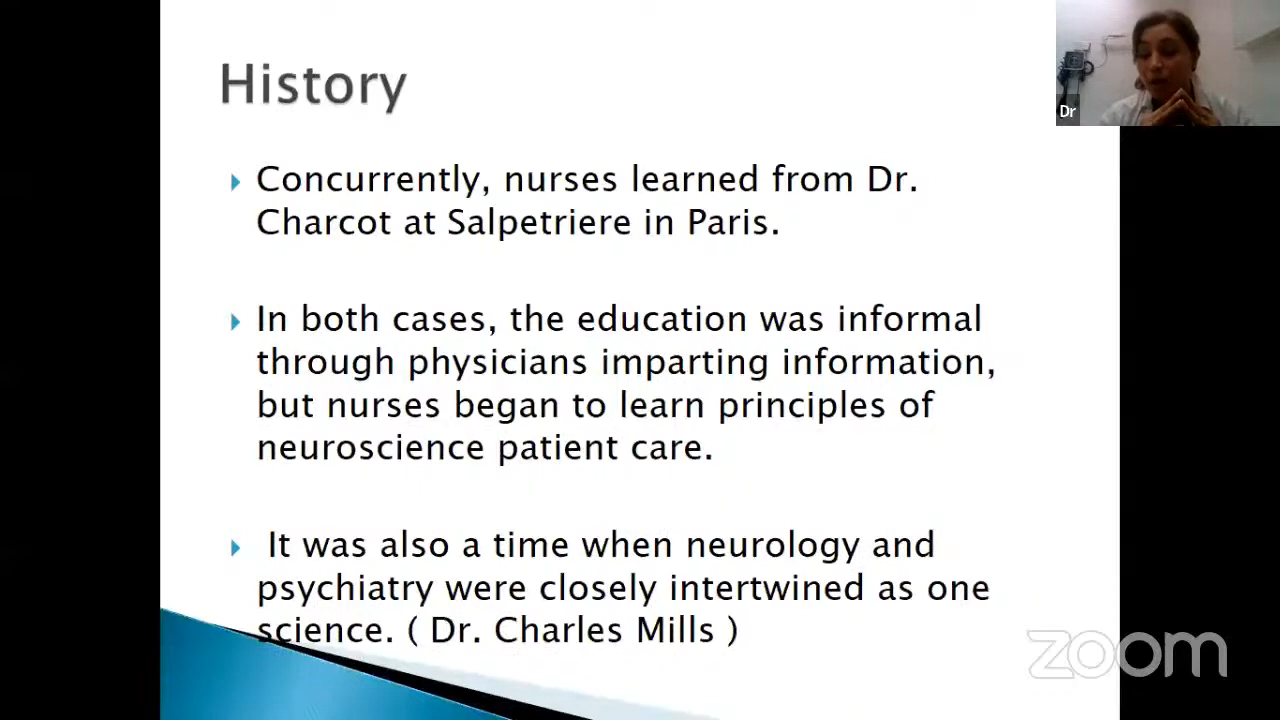 History
Dr
Concurrently, nurses learned from Dr.
Charcot at Salpetriere in Paris.
In both cases, the education was informal
through physicians imparting information,
but nurses began to learn principles of
neuroscience patient care.
It was also a time when neurology and
psychiatry were closely intertwined as one
science. ( Dr. Charles Mills )
zoom